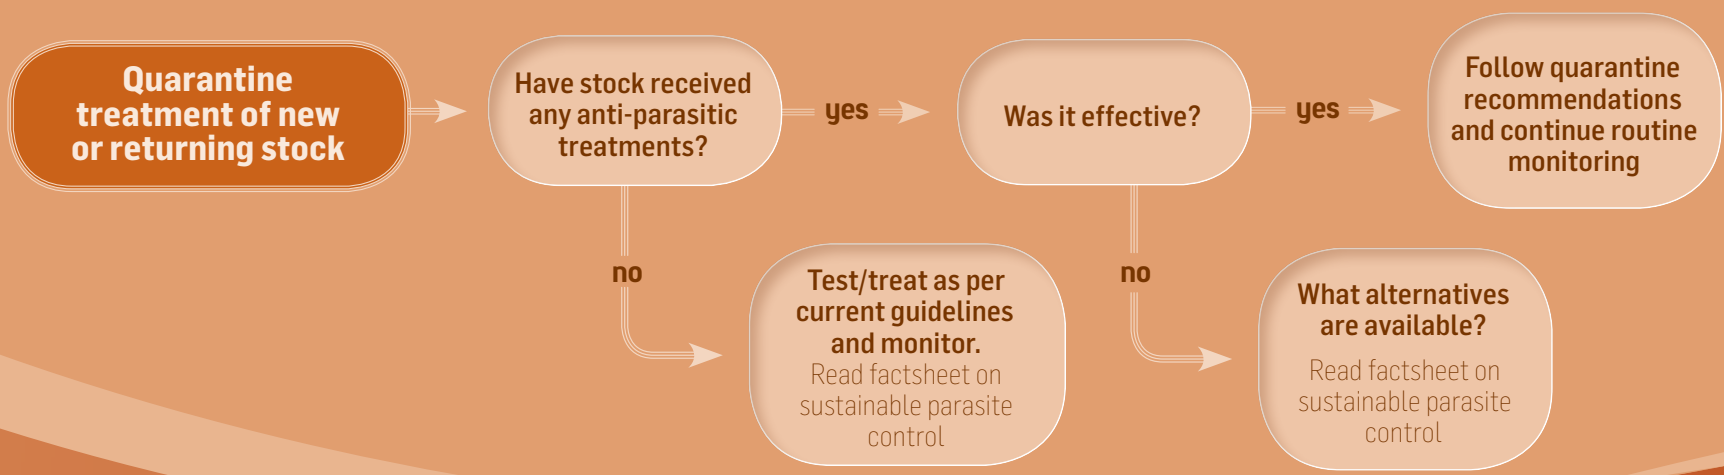 Quarantine
treatment of new
or returning stock
Have stock received
any anti-parasitic
treatments?
yes
Was it effective?
yes
Follow quarantine
recommendations
and continue routine
monitoring
no
Test/treat as per
current guidelines
and monitor.
Read factsheet on
sustainable parasite
control
no
What alternatives
are available?
Read factsheet on
sustainable parasite
control